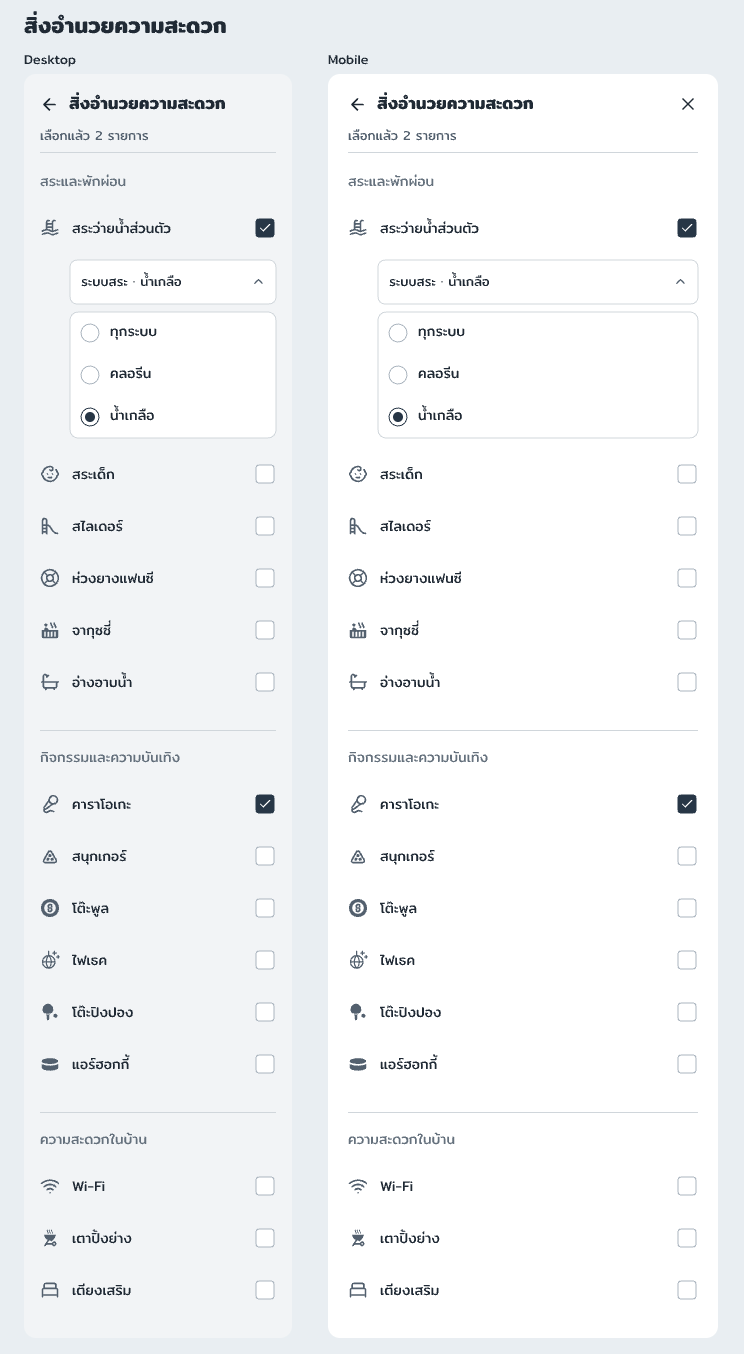 สิ่งอำนวยความสะดวก
Desktop
สิ่งอำนวยความสะดวก
เลือกแล้ว 2 รายการ
สระและพักผ่อน
สระว่ายน้ำส่วนตัว
ระบบสระ · น้ำเกลือ
ทุกระบบ
คลอรีน
น้ำเกลือ
สระเด็ก
สไลเดอร์
ห่วงยางแฟนซี
จากุซซี่
อ่างอาบน้ำ
กิจกรรมและความบันเทิง
คาราโอเกะ
สนุกเกอร์
โต๊ะพูล
ไฟเธค
โต๊ะปิงปอง
แอร์ฮอกกี้
ความสะดวกในบ้าน
Wi-Fi
เตาปิ้งย่าง
เตียงเสริม
Mobile
สิ่งอำนวยความสะดวก
เลือกแล้ว 2 รายการ
สระและพักผ่อน
สระว่ายน้ำส่วนตัว
ระบบสระ · น้ำเกลือ
ทุกระบบ
คลอรีน
น้ำเกลือ
สระเด็ก
สไลเดอร์
ห่วงยางแฟนซี
จากุซซี่
อ่างอาบน้ำ
กิจกรรมและความบันเทิง
คาราโอเกะ
สนุกเกอร์
โต๊ะพูล
ไฟเธค
โต๊ะปิงปอง
แอร์ฮอกกี้
ความสะดวกในบ้าน
Wi-Fi
เตาปิ้งย่าง
เตียงเสริม